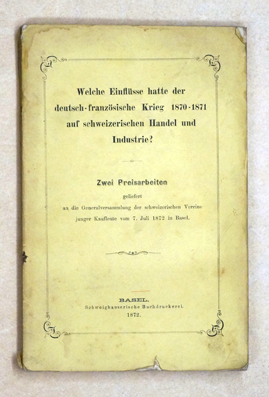 Welche Einflüsse hatte der
deutsch-französische Krieg 1870-1871
auf schweizerischen Handel und
Industrie?
Zwei Preisarbeiten
geliefert
an die Generalversammlung des schweizerischen Vereins
junger Kaufleute vom 7. Juli 1872 in Basel.
BASEL.
Schweighauserische Buchdruckerei.
1872.